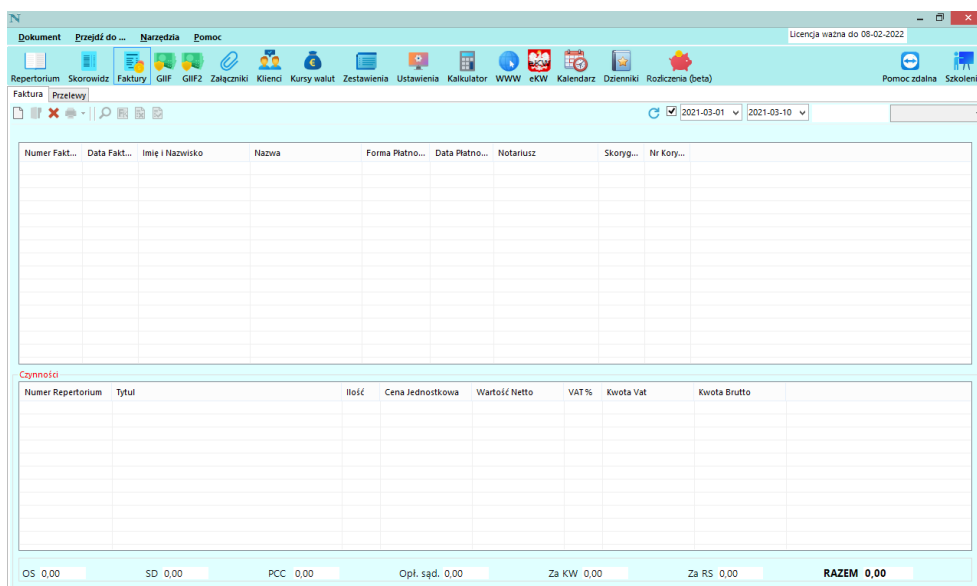 N
Dokument Przejdź do ... Narzędzia Pomoc
Licencja ważna do 08-02-2022
Repertorium Skorowidz Faktury GIIF GIIF2 Załączniki Klienci Kursy walut Zestawienia Ustawienia Kalkulator WWW eKW Kalendarz Dzienniki Rozliczenia (beta) Pomoc zdalna Szkoleni
Faktura Przelewy
2021-03-01 2021-03-10
Numer Fakt... Data Fakt... Imię i Nazwisko Nazwa Forma Płatno... Data Płatno... Notariusz Skoryg... Nr Kory...
Czynności
Numer Repertorium Tytul Ilość Cena Jednostkowa Wartość Netto VAT% Kwota Vat Kwota Brutto
OS 0,00 SD 0,00 PCC 0,00 Opł. sąd. 0,00 Za KW 0,00 Za RS 0,00 RAZEM 0,00